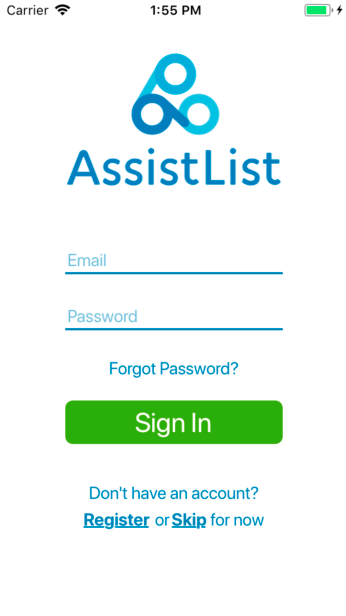 Carrier 1:55 PM
AssistList
Email
Password
Forgot Password?
Sign In
Don't have an account?
Register or Skip for now